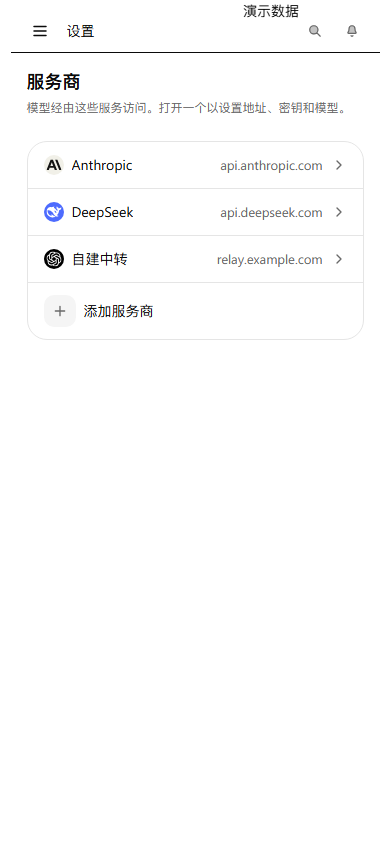 演示数据
设置
服务商
模型经由这些服务访问。打开一个以设置地址、密钥和模型。
Anthropic api.anthropic.com
DeepSeek api.deepseek.com
自建中转 relay.example.com
添加服务商